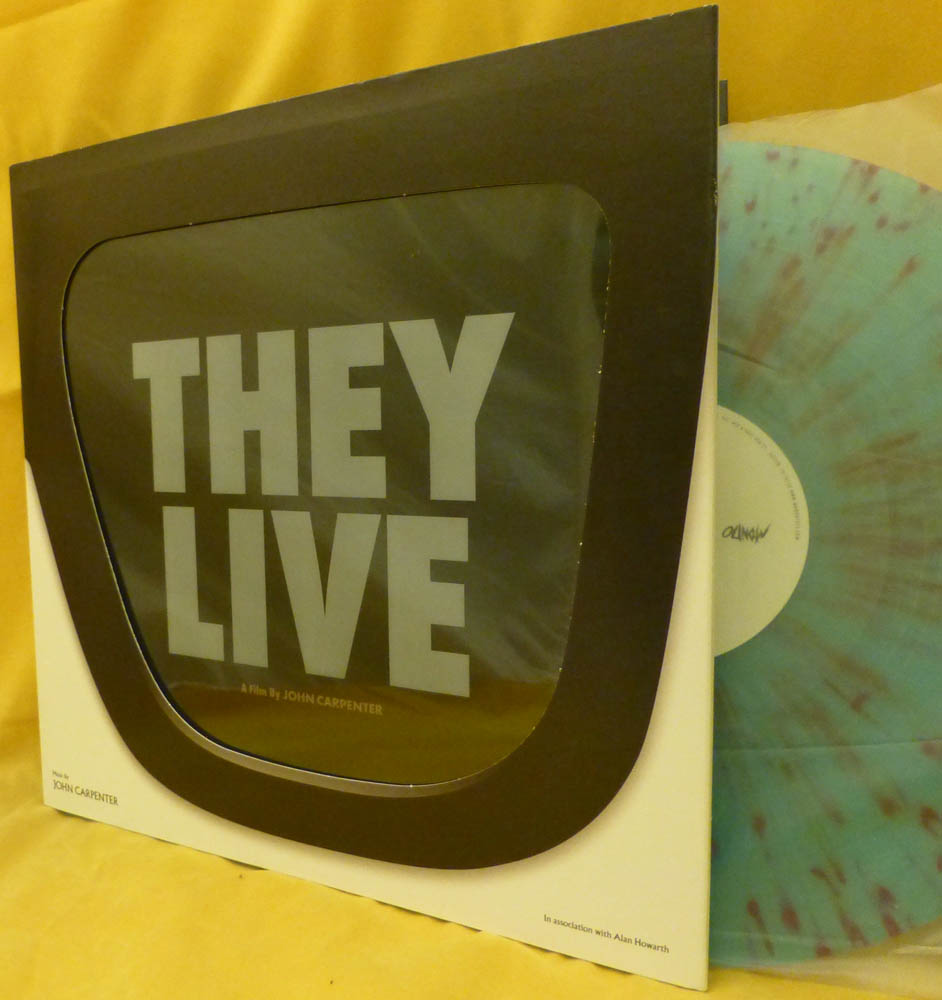 THEY
LIVE
A Film By JOHN CARPENTER
Music By
JOHN CARPENTER
In association with Alan Howarth